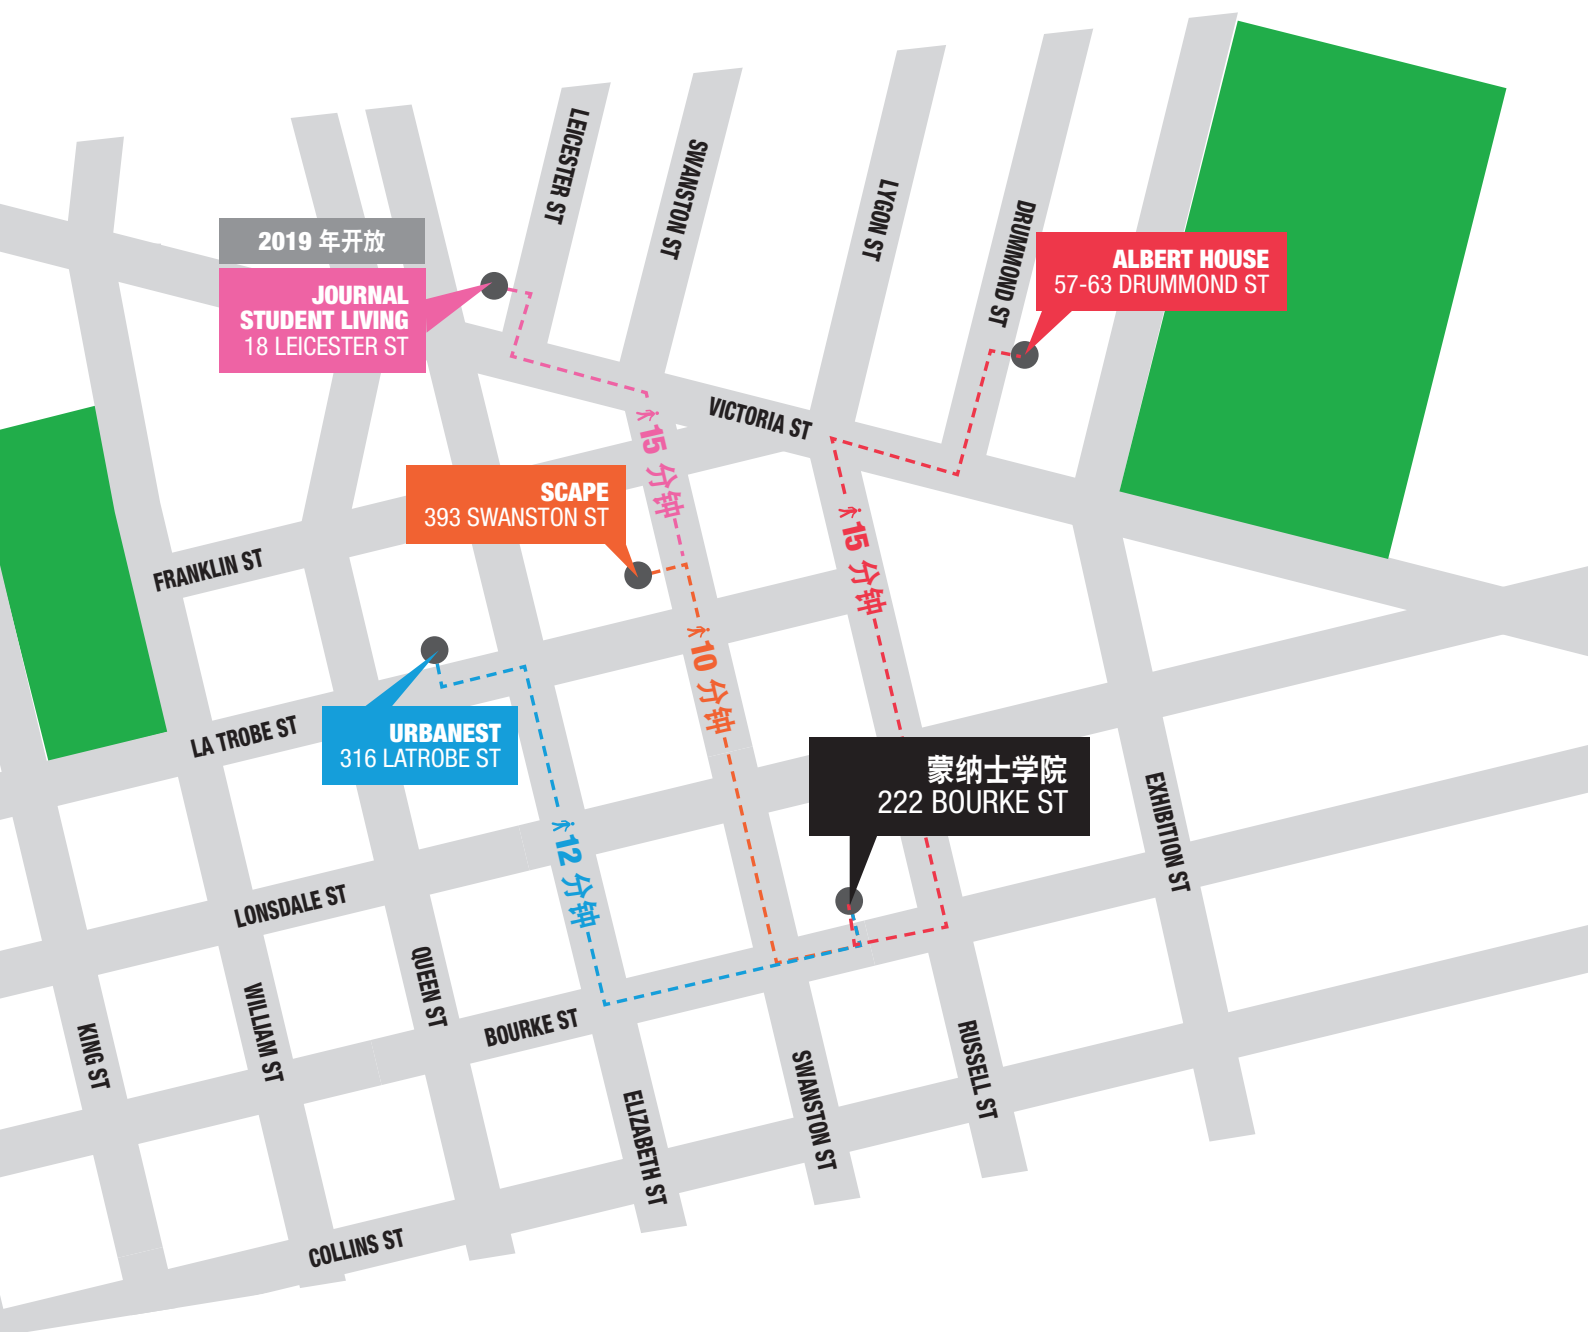 LEICESTER ST
SWANSTON ST
LYGON ST
DRUMMOND ST
2019 年开放
JOURNAL
STUDENT LIVING
18 LEICESTER ST
ALBERT HOUSE
57-63 DRUMMOND ST
VICTORIA ST
15 分钟
SCAPE
393 SWANSTON ST
15 分钟
FRANKLIN ST
10 分钟
LA TROBE ST
URBANEST
316 LATROBE ST
蒙纳士学院
222 BOURKE ST
EXHIBITION ST
12 分钟
LONSDALE ST
QUEEN ST
WILLIAM ST
KING ST
BOURKE ST
RUSSELL ST
SWANSTON ST
ELIZABETH ST
COLLINS ST